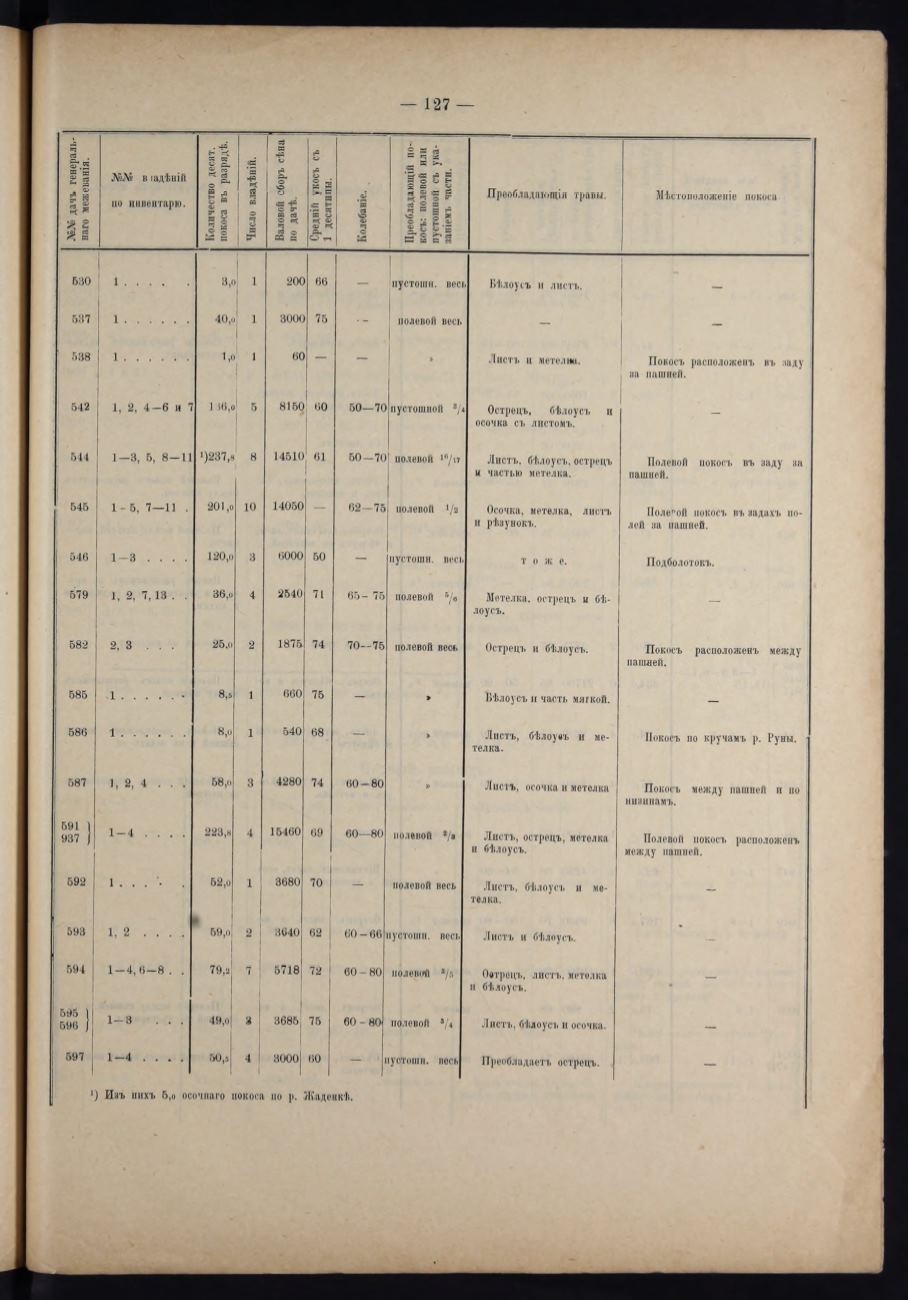 — 127 —
№№ дачъ генераль-
наго межеванія.
№№ владѣній
по инвентарю.
Количество десят.
покоса въ разрядѣ.
Число владѣній.
Валовой сборъ сѣна
по дачѣ.
Средній укосъ съ
1 десятины.
Колебаніе.
Преобладающій по-
косъ: полевой или
пустошной съ ука-
заніемъ части.
Преобладающія травы.
Мѣстоположеніе покоса
530 1 . . . . . 3,0 1 200 66 — пустошн. весь Бѣлоусъ и листъ. —
537 1 . . . . . . 40,0 1 3000 75 — полевой весь — —
538 1 . . . . . . 1,0 1 60 — — » Листъ и метелка. Покосъ расположенъ въ заду
за пашней.
542 1, 2, 4—6 и 7 136,0 5 8150 60 50—70 пустошной 3/4 Острецъ, бѣлоусъ и —
осочка съ листомъ.
544 1—3, 5, 8—11 ¹)237,8 8 14510 61 50—70 полевой 16/17 Листъ, бѣлоусъ, острецъ Полевой покосъ въ заду за
и частью метелка. пашней.
545 1-5, 7—11 . 201,0 10 14050 — 62—75 полевой 1/2 Осочка, метелка, листъ Полевой покосъ въ задахъ по-
и рѣзунокъ. лей за пашней.
546 1—3 . . . . 120,0 3 6000 50 — пустошн. весь т о ж е. Подболотокъ.
579 1, 2, 7, 13 . . 36,0 4 2540 71 65-75 полевой 5/6 Метелка. острецъ и бѣ- —
лоусъ.
582 2, 3 . . . 25,0 2 1875 74 70—75 полевой весь Острецъ и бѣлоусъ. Покосъ расположенъ между
пашней.
585 1 . . . . . . 8,5 1 660 75 — » Бѣлоусъ и часть мягкой. —
586 1 . . . . . . 8,0 1 540 68 — » Листъ, бѣлоусъ и ме- Покосъ по кручамъ р. Руны.
телка.
587 1, 2, 4 . . . 58,0 3 4280 74 60—80 » Листъ, осочка и метелка Покосъ между пашней и по
низинамъ.
591 }
937 } 1—4 . . . . 223,8 4 15460 69 60—80 полевой Листъ, острецъ, метелка Полевой покосъ расположенъ
и бѣлоусъ. между пашней.
592 1 . . . . . 52,0 1 3680 70 — полевой весь Листъ, бѣлоусъ и ме- —
телка.
593 1, 2 . . . . 59,0 2 3640 62 60—66 пустошн. весь Листъ и бѣлоусъ. —
594 1—4, 6—8 . . 79,2 7 5718 72 60-80 полевой Острецъ, листъ, метелка —
и бѣлоусъ.
595 }
596 } 1—3 . . . 49,0 3 3685 75 60-80 полевой 3/4 Листъ, бѣлоусъ и осочка. —
597 1—4 . . . . 50,5 4 3000 60 — пустошн. весь Преобладаетъ острецъ. —
¹) Изъ нихъ 5,0 осочнаго покоса по р. Жаденкѣ.